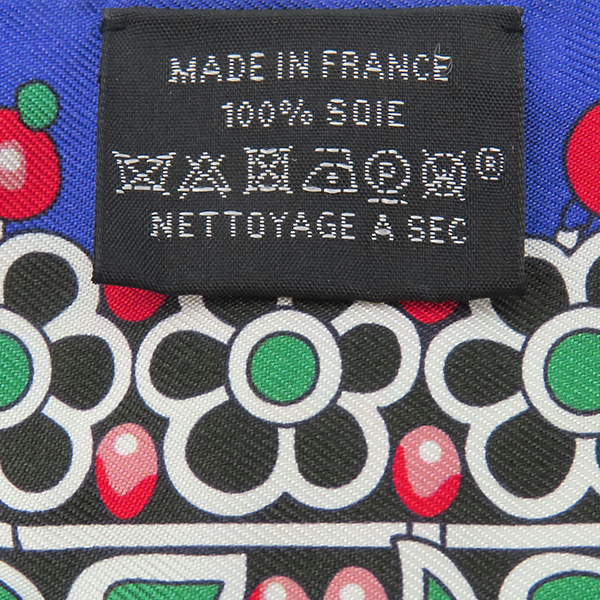 MADE IN FRANCE
100% SOIE
P ®
NETTOYAGE A SEC